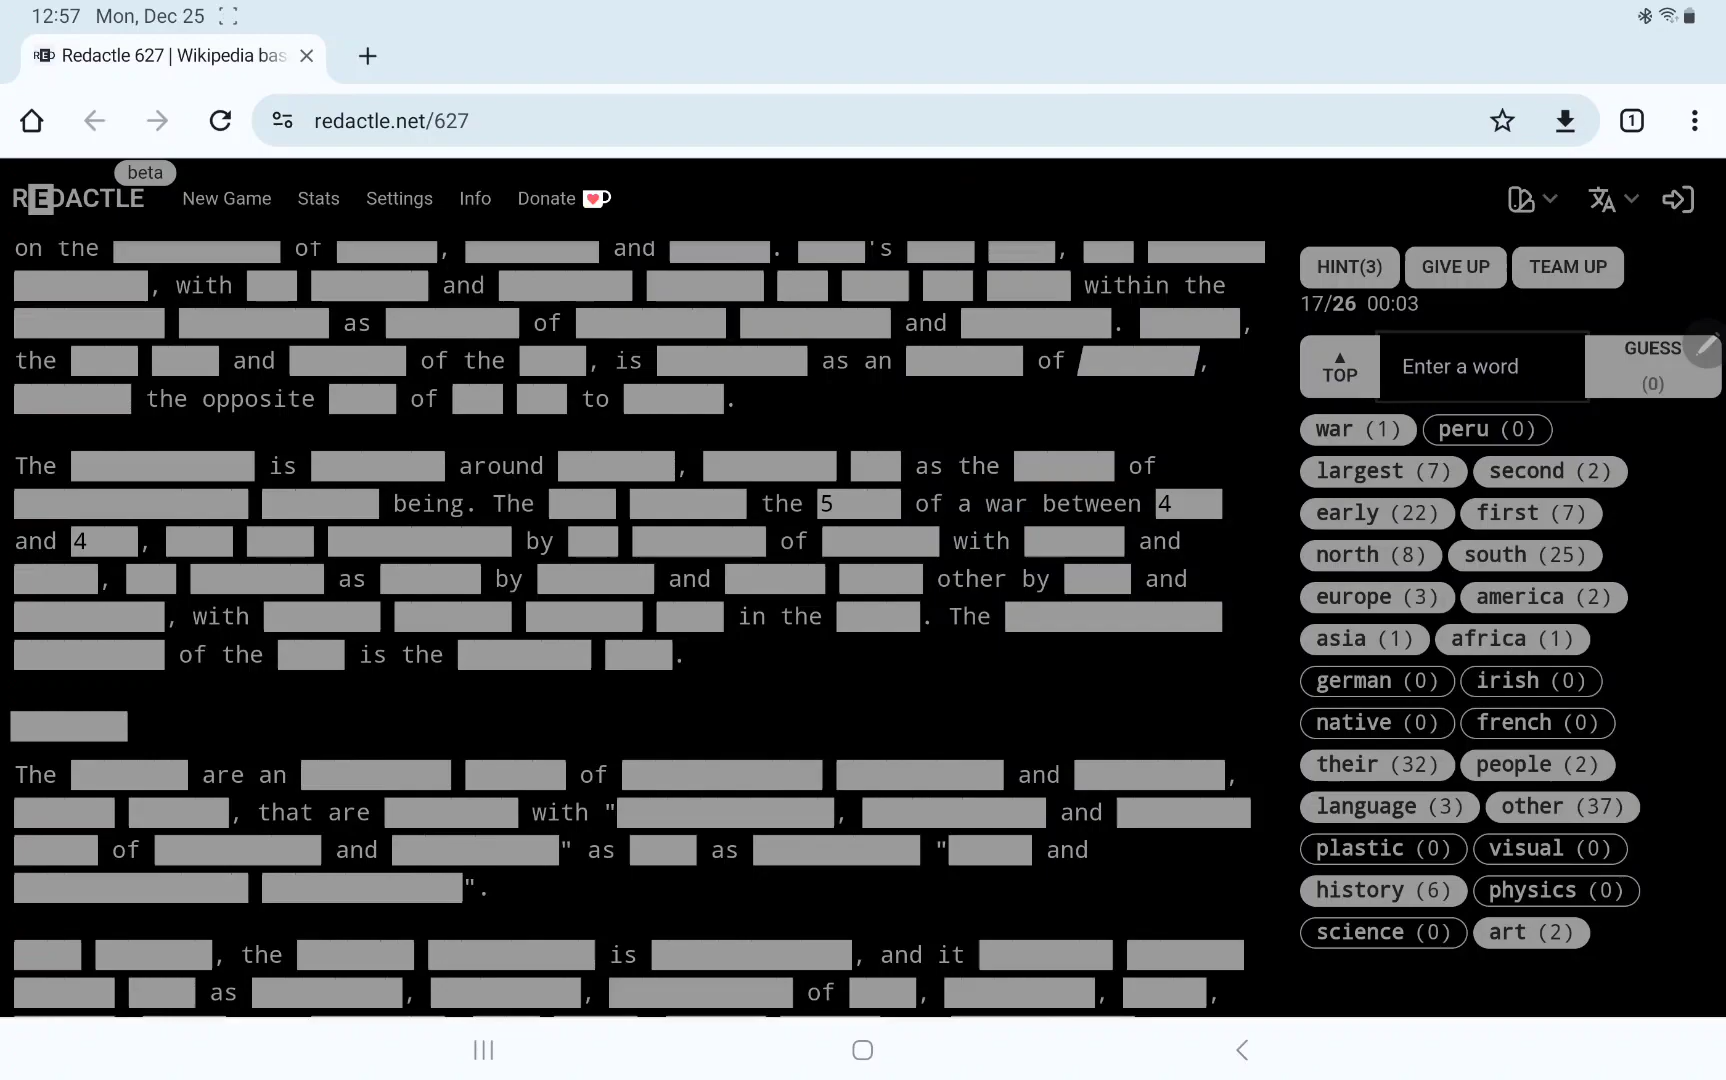 12:57 Mon, Dec 25
Redactle 627 | Wikipedia bas
redactle.net/627
1
REDACTLE beta New Game Stats Settings Info Donate
on the of , and . 's ,
, with and within the
as of and . ,
the and of the , is as an of ,
the opposite of to .
The is around , as the of
being. The the 5 of a war between 4
and 4 , by of with and
, as by and other by and
, with in the . The
of the is the .
The are an of and ,
, that are with " , and
of and " as as " and
".
, the is , and it
as , , of , , ,
HINT(3) GIVE UP TEAM UP
17/26 00:03
▲ TOP Enter a word GUESS (0)
war (1) peru (0)
largest (7) second (2)
early (22) first (7)
north (8) south (25)
europe (3) america (2)
asia (1) africa (1)
german (0) irish (0)
native (0) french (0)
their (32) people (2)
language (3) other (37)
plastic (0) visual (0)
history (6) physics (0)
science (0) art (2)